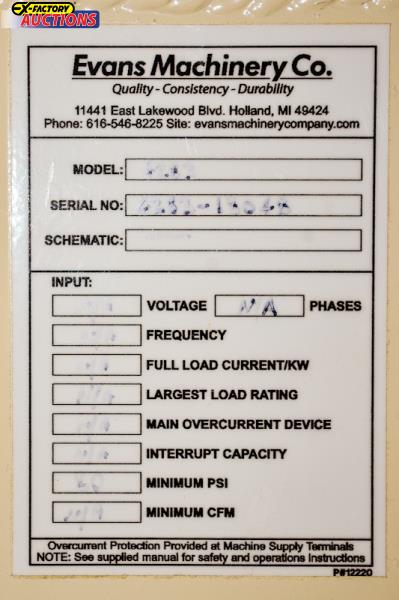 EX-FACTORY
AUCTIONS
Evans Machinery Co.
Quality - Consistency - Durability
11441 East Lakewood Blvd. Holland, MI 49424
Phone: 616-546-8225 Site: evansmachinerycompany.com
MODEL:
SERIAL NO:
SCHEMATIC:
INPUT:
VOLTAGE NA PHASES
FREQUENCY
FULL LOAD CURRENT/KW
LARGEST LOAD RATING
MAIN OVERCURRENT DEVICE
INTERRUPT CAPACITY
MINIMUM PSI
MINIMUM CFM
Overcurrent Protection Provided at Machine Supply Terminals
NOTE: See supplied manual for safety and operations Instructions
P#12220